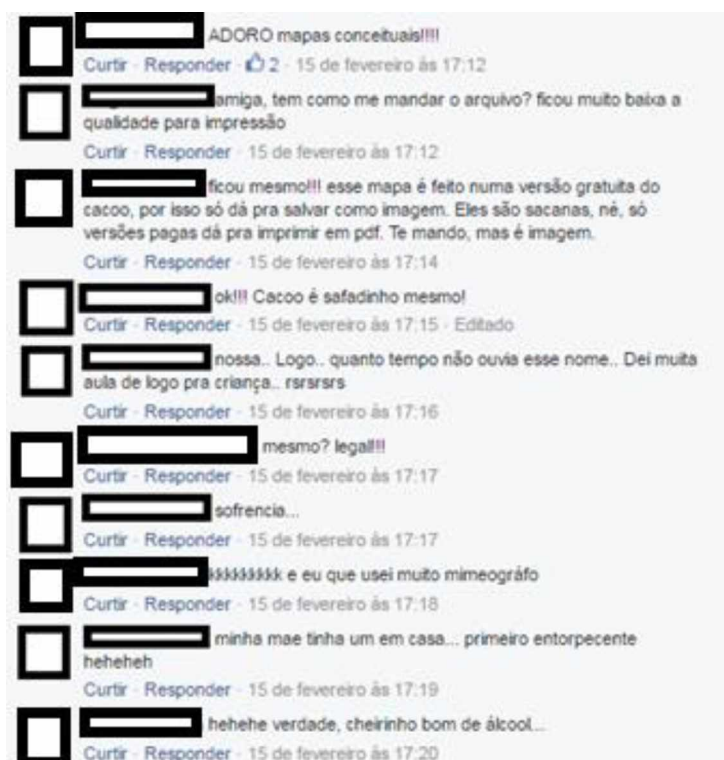 ADORO mapas conceituais!!!!
Curtir · Responder · 2 · 15 de fevereiro às 17:12
amiga, tem como me mandar o arquivo? ficou muito baixa a
qualidade para impressão
Curtir · Responder · 15 de fevereiro às 17:12
ficou mesmo!!! esse mapa é feito numa versão gratuita do
cacoo, por isso só dá pra salvar como imagem. Eles são sacanas, né, só
versões pagas dá pra imprimir em pdf. Te mando, mas é imagem.
Curtir · Responder · 15 de fevereiro às 17:14
ok!!! Cacoo é safadinho mesmo!
Curtir · Responder · 15 de fevereiro às 17:15 · Editado
nossa.. Logo.. quanto tempo não ouvia esse nome.. Dei muita
aula de logo pra criança.. rsrsrsrs
Curtir · Responder · 15 de fevereiro às 17:16
mesmo? legal!!!
Curtir · Responder · 15 de fevereiro às 17:17
sofrencia...
Curtir · Responder · 15 de fevereiro às 17:17
kkkkkkkkk e eu que usei muito mimeográfo
Curtir · Responder · 15 de fevereiro às 17:18
minha mae tinha um em casa... primeiro entorpecente
heheheh
Curtir · Responder · 15 de fevereiro às 17:19
hehehe verdade, cheirinho bom de álcool...
Curtir · Responder · 15 de fevereiro às 17:20